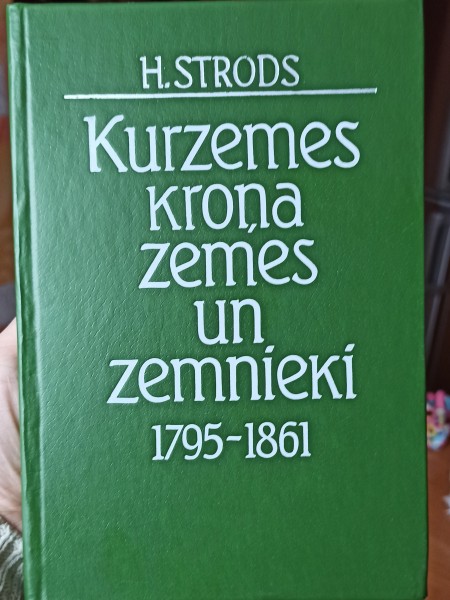 H. STRODS
Kurzemes
kroņa
zemes
un
zemnieki
1795-1861